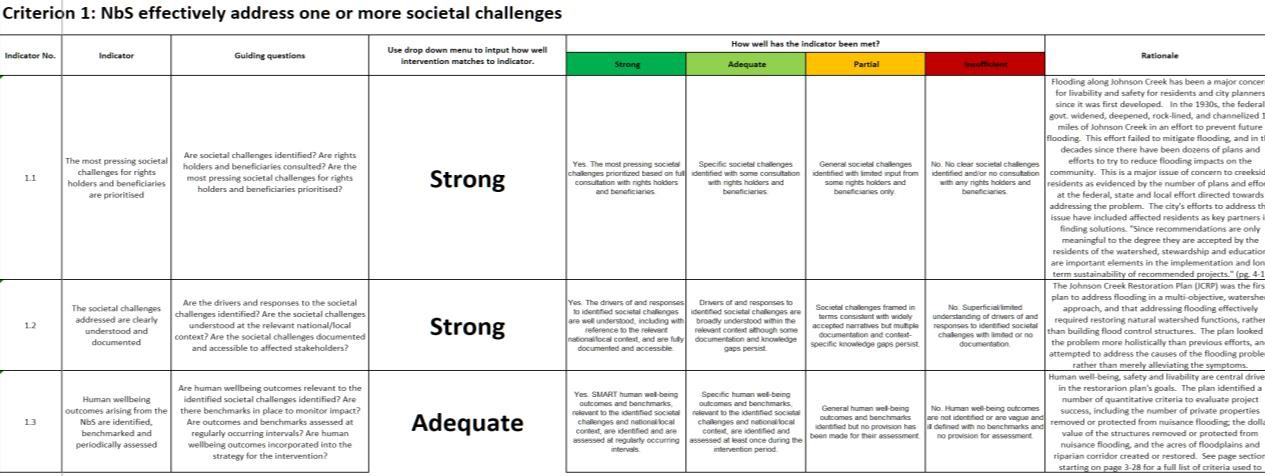 Criterion 1: NbS effectively address one or more societal challenges
Indicator No.
Indicator
Guiding questions
Use drop down menu to intput how well
intervention matches to indicator.
How well has the indicator been met?
Strong
Adequate
Partial
Insufficient
Rationale
1.1
The most pressing societal
challenges for rights
holders and beneficiaries
are prioritised
Are societal challenges identified? Are rights
holders and beneficiaries consulted? Are the
most pressing societal challenges for rights
holders and beneficiaries prioritised?
Strong
Yes. The most pressing societal
challenges prioritized based on full
consultation with rights holders
and beneficiaries.
Specific societal challenges
identified with some consultation
with rights holders and
beneficiaries.
General societal challenges
identified with limited input from
some rights holders and
beneficiaries only.
No. No clear societal challenges
identified and/or no consultation
with any rights holders and
beneficiaries.
Flooding along Johnson Creek has been a major concer
for livability and safety for residents and city planners
since it was first developed. In the 1930s, the federal
govt. widened, deepened, rock-lined, and channelized 1
miles of Johnson Creek in an effort to prevent future
flooding. This effort failed to mitigate flooding, and in t
decades since there have been dozens of plans and
efforts to try to reduce flooding impacts on the
community. This is a major issue of concern to creeksid
residents as evidenced by the number of plans and effor
at the federal, state and local effort directed towards
addressing the problem. The city's efforts to address th
issue have included affected residents as key partners i
finding solutions. "Since recommendations are only
meaningful to the degree they are accepted by the
residents of the watershed, stewardship and education
are important elements in the implementation and lon
term sustainability of recommended projects." (pg. 4-1
1.2
The societal challenges
addressed are clearly
understood and
documented
Are the drivers and responses to the societal
challenges identified? Are the societal challenges
understood at the relevant national/local
context? Are the societal challenges documented
and accessible to affected stakeholders?
Strong
Yes. The drivers of and responses
to identified societal challenges
are well understood, including with
reference to the relevant
national/local context, and are fully
documented and accessible.
Drivers of and responses to
identified societal challenges are
broadly understood within the
relevant context although some
documentation and knowledge
gaps persist.
Societal challenges framed in
terms consistent with widely
accepted narratives but multiple
documentation and context-
specific knowledge gaps persist.
No. Superficial/limited
understanding of drivers of and
responses to identified societal
challenges with limited or no
documentation.
The Johnson Creek Restoration Plan (JCRP) was the firs
plan to address flooding in a multi-objective, watershe
approach, and that addressing flooding effectively
required restoring natural watershed functions, rather
than building flood control structures. The plan looked
the problem more holistically than previous efforts, an
attempted to address the causes of the flooding proble
rather than merely alleviating the symptoms.
1.3
Human wellbeing
outcomes arising from the
NbS are identified,
benchmarked and
periodically assessed
Are human wellbeing outcomes relevant to the
identified societal challenges identified? Are
there benchmarks in place to monitor impact?
Are outcomes and benchmarks assessed at
regularly occurring intervals? Are human
wellbeing outcomes incorporated into the
strategy for the intervention?
Adequate
Yes. SMART human well-being
outcomes and benchmarks,
relevant to the identified societal
challenges and national/local
context, are identified and are
assessed at regularly occurring
intervals.
Specific human well-being
outcomes and benchmarks,
relevant to the identified societal
challenges and national/local
context, are identified and
assessed at least once during the
intervention period.
General human well-being
outcomes and benchmarks
identified but no provision has
been made for their assessment.
No. Human well-being outcomes
are not identified or are vague and
ill defined with no benchmarks and
no provision for assessment.
Human well-being, safety and livability are central drive
in the restorarion plan's goals. The plan identified a
number of quantitative criteria to evaluate project
success, including the number of private properties
removed or protected from nuisance flooding; the dolla
value of the structures removed or protected from
nuisance flooding, and the acres of floodplains and
riparian corridor created or restored. See page section
starting on page 3-28 for a full list of criteria used to